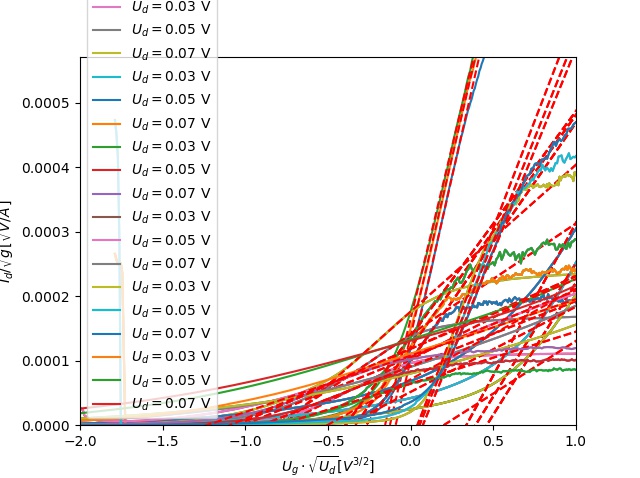 U_d = 0.03 V
U_d = 0.05 V
U_d = 0.07 V
U_d = 0.03 V
U_d = 0.05 V
U_d = 0.07 V
U_d = 0.03 V
U_d = 0.05 V
U_d = 0.07 V
U_d = 0.03 V
U_d = 0.05 V
U_d = 0.07 V
U_d = 0.03 V
U_d = 0.05 V
U_d = 0.07 V
U_d = 0.03 V
U_d = 0.05 V
U_d = 0.07 V
0.0005
0.0004
0.0003
0.0002
0.0001
0.0000
I_d/√g[√V/A]
−2.0 −1.5 −1.0 −0.5 0.0 0.5 1.0
U_g · √U_d[V^{3/2}]